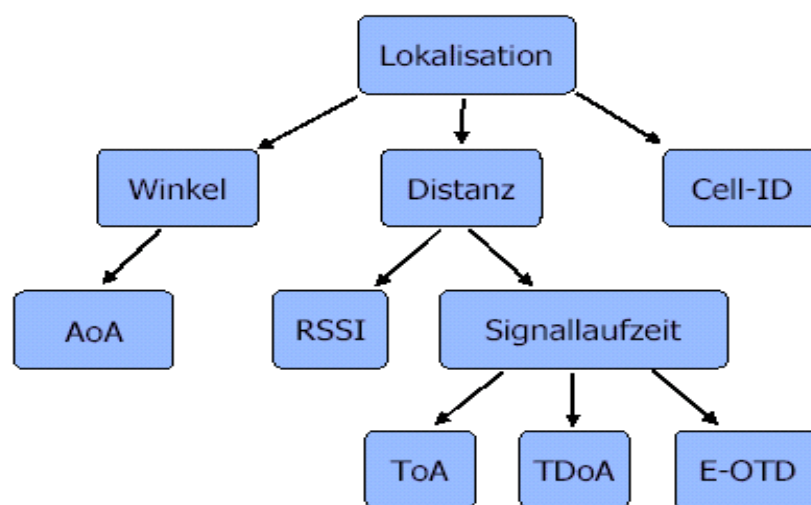 Lokalisation
Winkel
Distanz
Cell-ID
AoA
RSSI
Signallaufzeit
ToA
TDoA
E-OTD